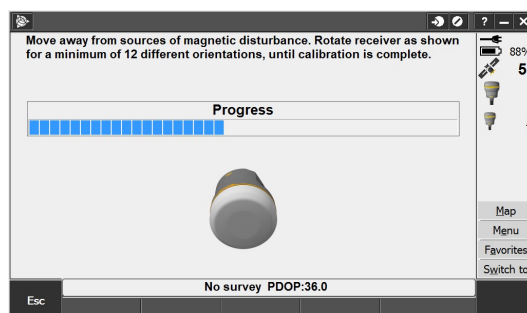 ? – X
Move away from sources of magnetic disturbance. Rotate receiver as shown
for a minimum of 12 different orientations, until calibration is complete.
88%
5
Progress
Map
Menu
Favorites
Switch to
No survey PDOP:36.0
Esc